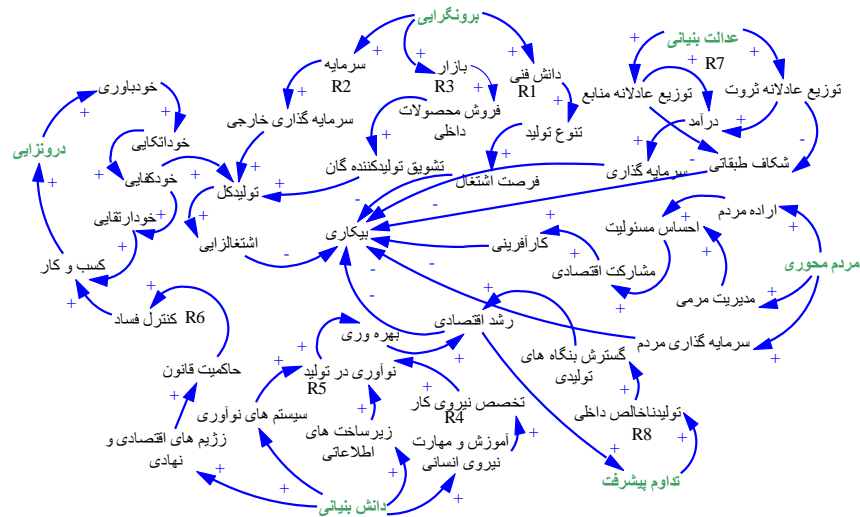 برونگرایی
عدالت بنیانی
سرمایه
R2
بازار
R3
دانش فنی
R1
R7
توزیع عادلانه منابع
توزیع عادلانه ثروت
خودباوری
درآمد
سرمایه گذاری خارجی
فروش محصولات
داخلی
تنوع تولید
درونزایی
خوداتکایی
شکاف طبقاتی
سرمایه گذاری
فرصت اشتغال
تشویق تولیدکننده گان
خودکفایی
تولیدکل
خودارتقایی
اراده مردم
احساس مسئولیت
بیکاری
کارآفرینی
اشتغالزایی
کسب و کار
مردم محوری
مشارکت اقتصادی
مدیریت مرمی
کنترل فساد
R6
رشد اقتصادی
سرمایه گذاری مردم
بهره وری
گسترش بنگاه های
تولیدی
حاکمیت قانون
نوآوری در تولید
R5
تخصص نیروی کار
R4
سیستم های نوآوری
زیرساخت های
اطلاعاتی
تولیدناخالص داخلی
R8
رژیم های اقتصادی و
نهادی
آموزش و مهارت
نیروی انسانی
تداوم پیشرفت
دانش بنیانی